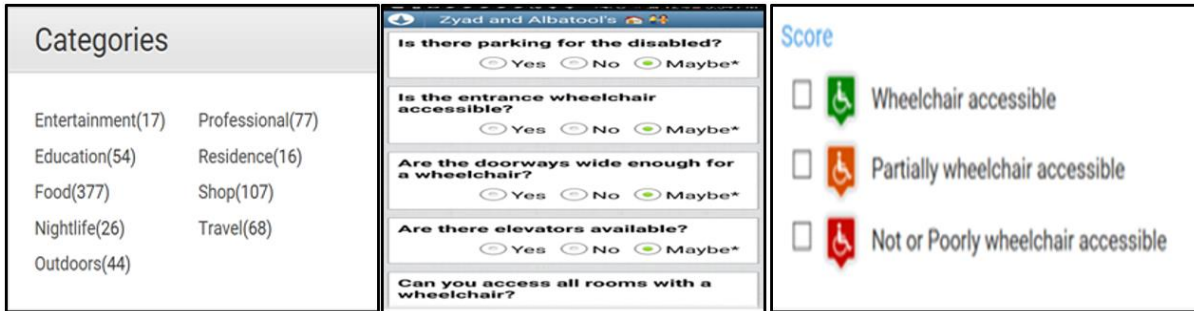 Categories
Entertainment(17)
Education(54)
Food(377)
Nightlife(26)
Outdoors(44)
Professional(77)
Residence(16)
Shop(107)
Travel(68)
Zyad and Albatool's
Is there parking for the disabled?
Yes No Maybe*
Is the entrance wheelchair
accessible?
Yes No Maybe*
Are the doorways wide enough for
a wheelchair?
Yes No Maybe*
Are there elevators available?
Yes No Maybe*
Can you access all rooms with a
wheelchair?
Score
Wheelchair accessible
Partially wheelchair accessible
Not or Poorly wheelchair accessible